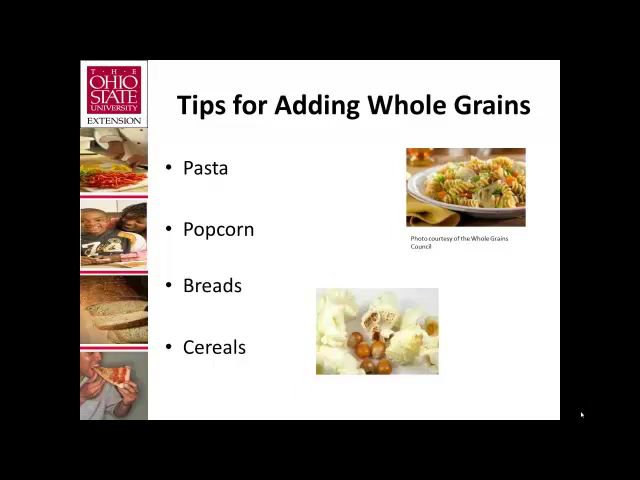 T · H · E
OHIO
STATE
UNIVERSITY
EXTENSION
Tips for Adding Whole Grains
• Pasta
Photo courtesy of the Whole Grains
Council
• Popcorn
• Breads
• Cereals